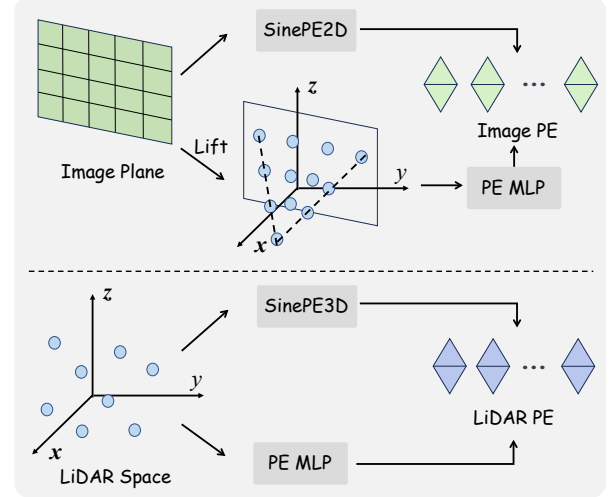 SinePE2D
z
Lift
Image Plane
y
x
...
Image PE
PE MLP
z
SinePE3D
y
x
LiDAR Space
...
LiDAR PE
PE MLP